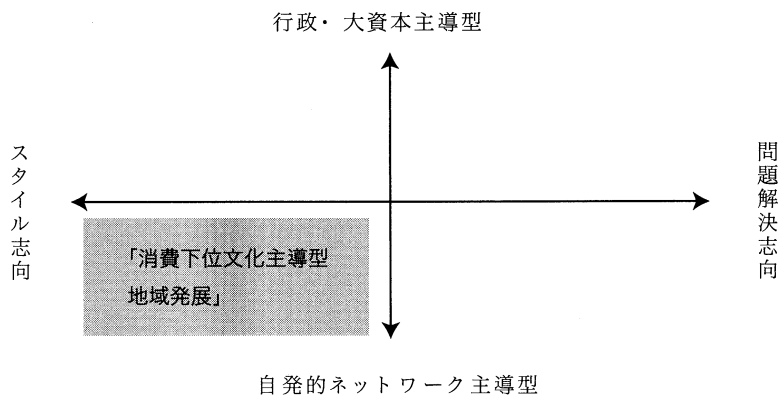 行政・大資本主導型
スタイル志向
問題解決志向
「消費下位文化主導型
地域発展」
自発的ネットワーク主導型